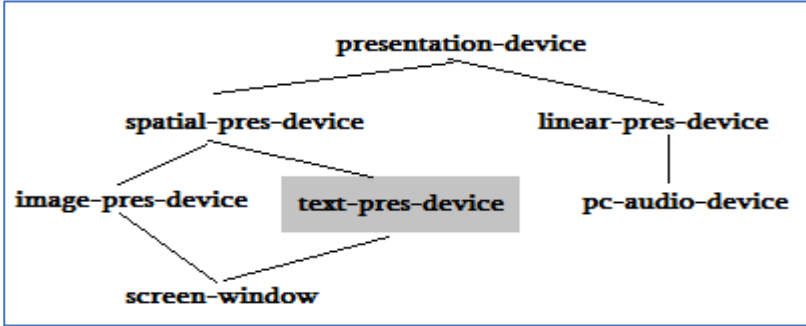 presentation-device
spatial-pres-device linear-pres-device
image-pres-device text-pres-device pc-audio-device
screen-window